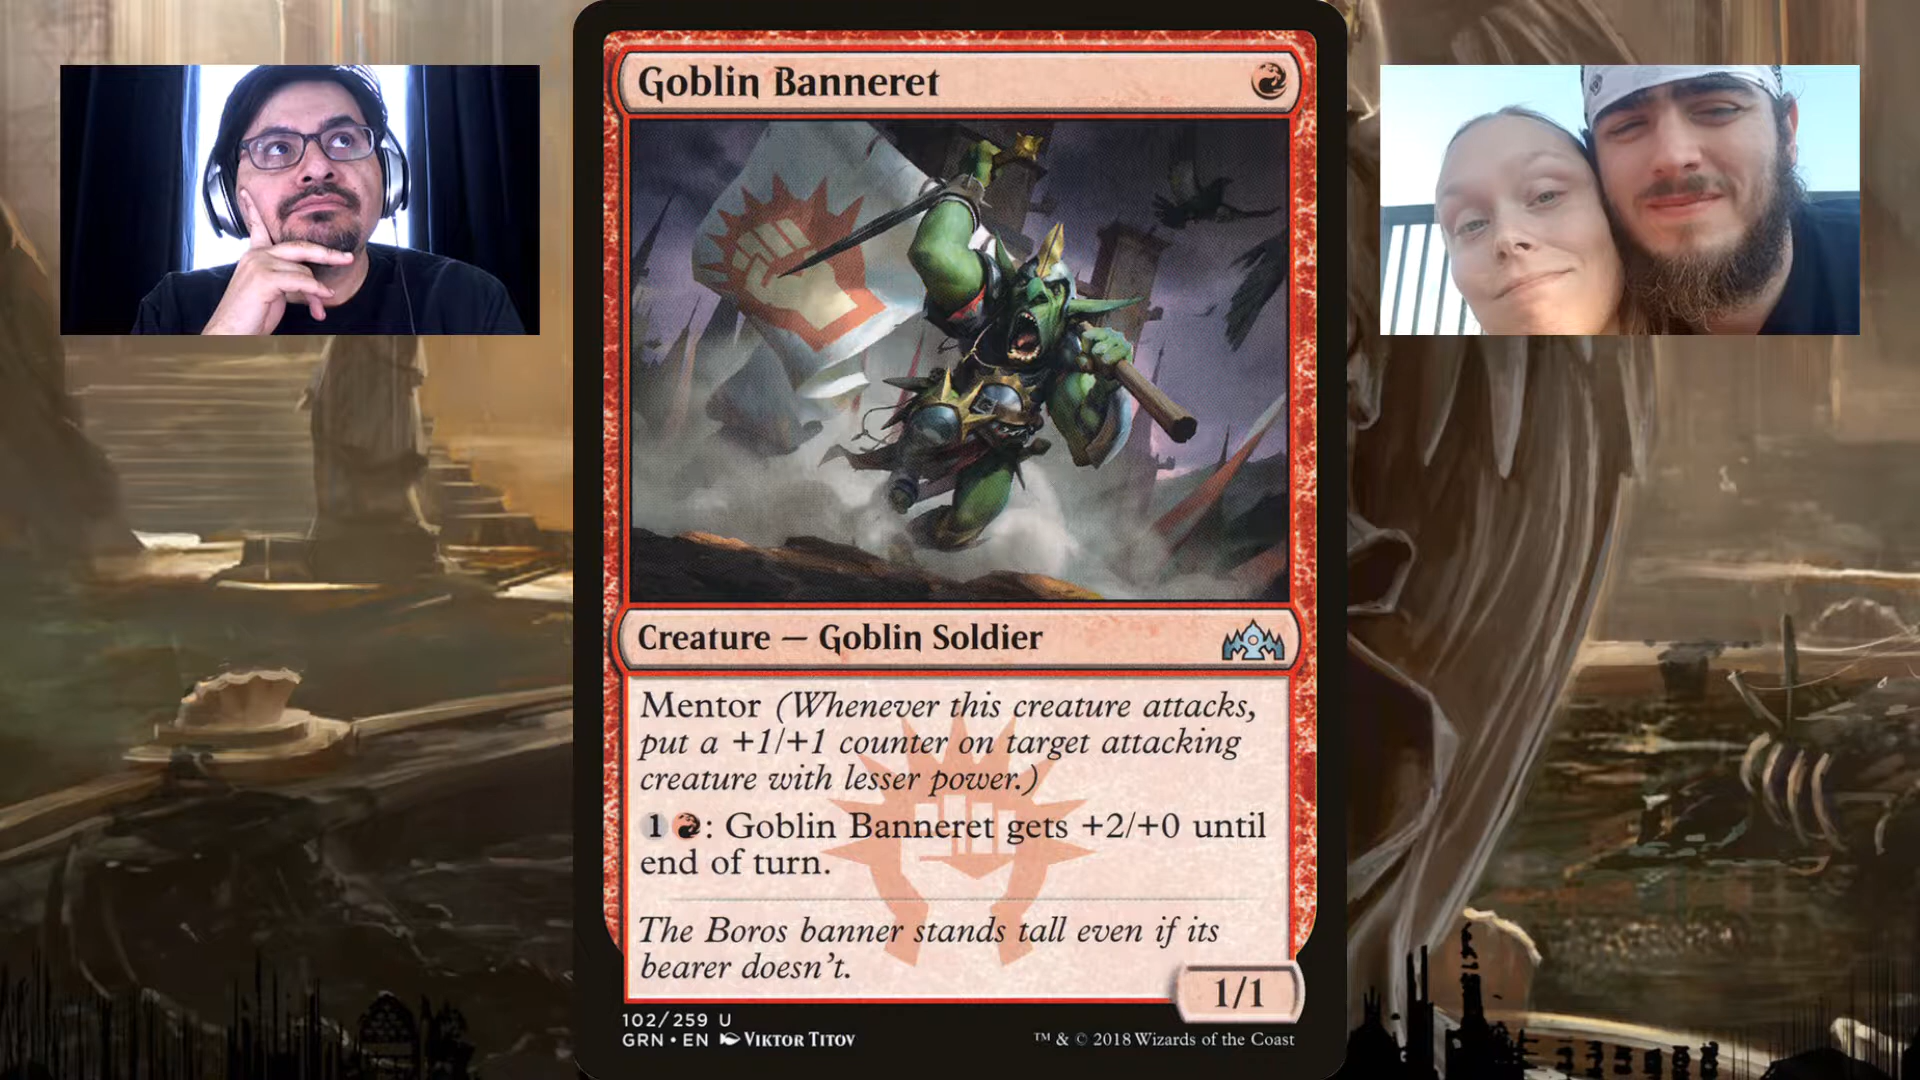 Goblin Banneret
Creature — Goblin Soldier
Mentor (Whenever this creature attacks,
put a +1/+1 counter on target attacking
creature with lesser power.)
1: Goblin Banneret gets +2/+0 until
end of turn.
The Boros banner stands tall even if its
bearer doesn't.
1/1
102/259 U
GRN • EN Viktor Titov
™ & © 2018 Wizards of the Coast